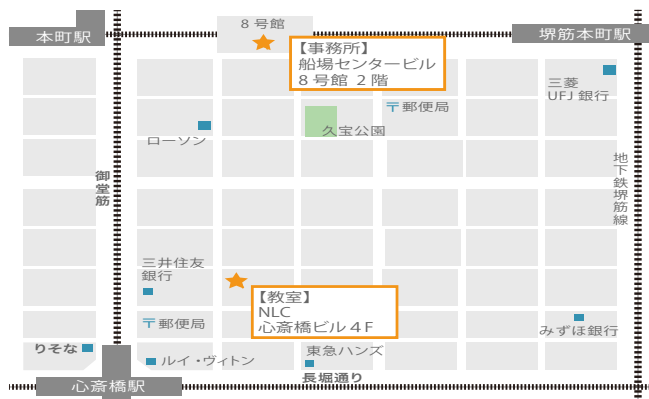 8号館
本町駅
堺筋本町駅
【事務所】
船場センタービル
8号館 2階
三菱
UFJ 銀行
〒郵便局
久宝公園
ローソン
御堂筋
地下鉄堺筋線
三井住友
銀行
【教室】
NLC
心斎橋ビル4F
〒郵便局
みずほ銀行
りそな
ルイ・ヴィトン
東急ハンズ
長堀通り
心斎橋駅